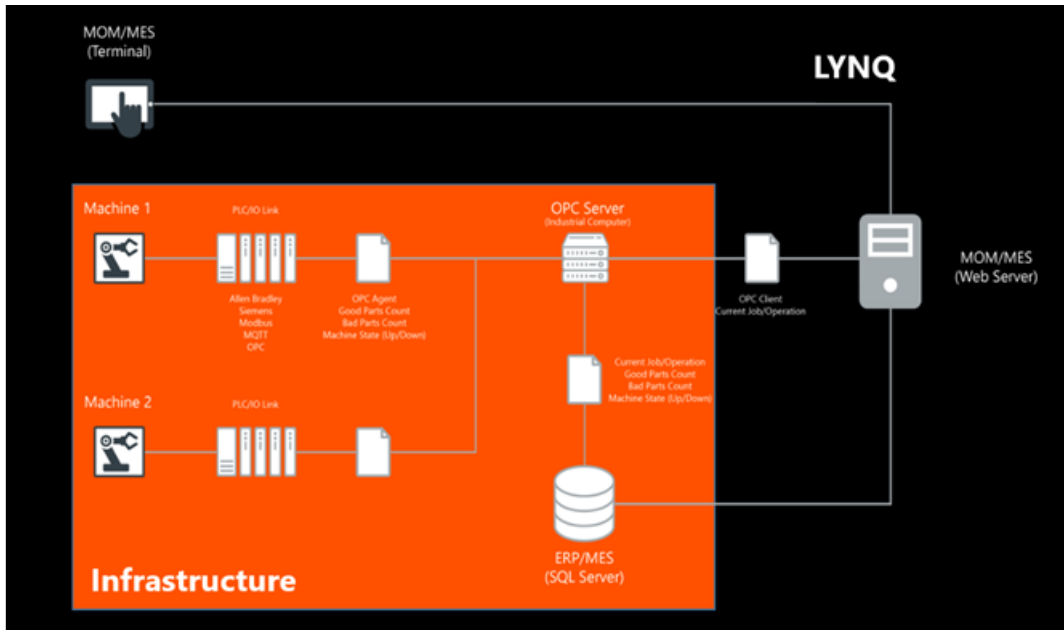 MOM/MES
(Terminal)
LYNQ
Machine 1
PLC/IO Link
Allen Bradley
Siemens
Modbus
MQTT
OPC
OPC Agent
Good Parts Count
Bad Parts Count
Machine State (Up/Down)
OPC Server
(Industrial Computer)
OPC Client
Current Job/Operation
MOM/MES
(Web Server)
Current Job/Operation
Good Parts Count
Bad Parts Count
Machine State (Up/Down)
Machine 2
PLC/IO Link
ERP/MES
(SQL Server)
Infrastructure